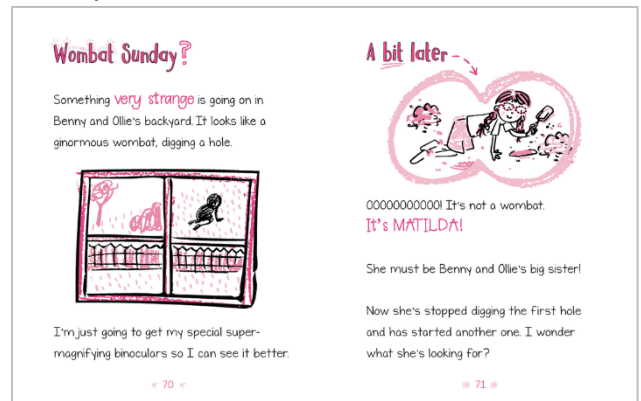 Wombat Sunday?
Something very strange is going on in
Benny and Ollie's backyard. It looks like a
ginormous wombat, digging a hole.
I'm just going to get my special super-
magnifying binoculars so I can see it better.
70
A bit later
OOOOOOOOOOO! It's not a wombat.
It's MATILDA!
She must be Benny and Ollie's big sister!
Now she's stopped digging the first hole
and has started another one. I wonder
what she's looking for?
71